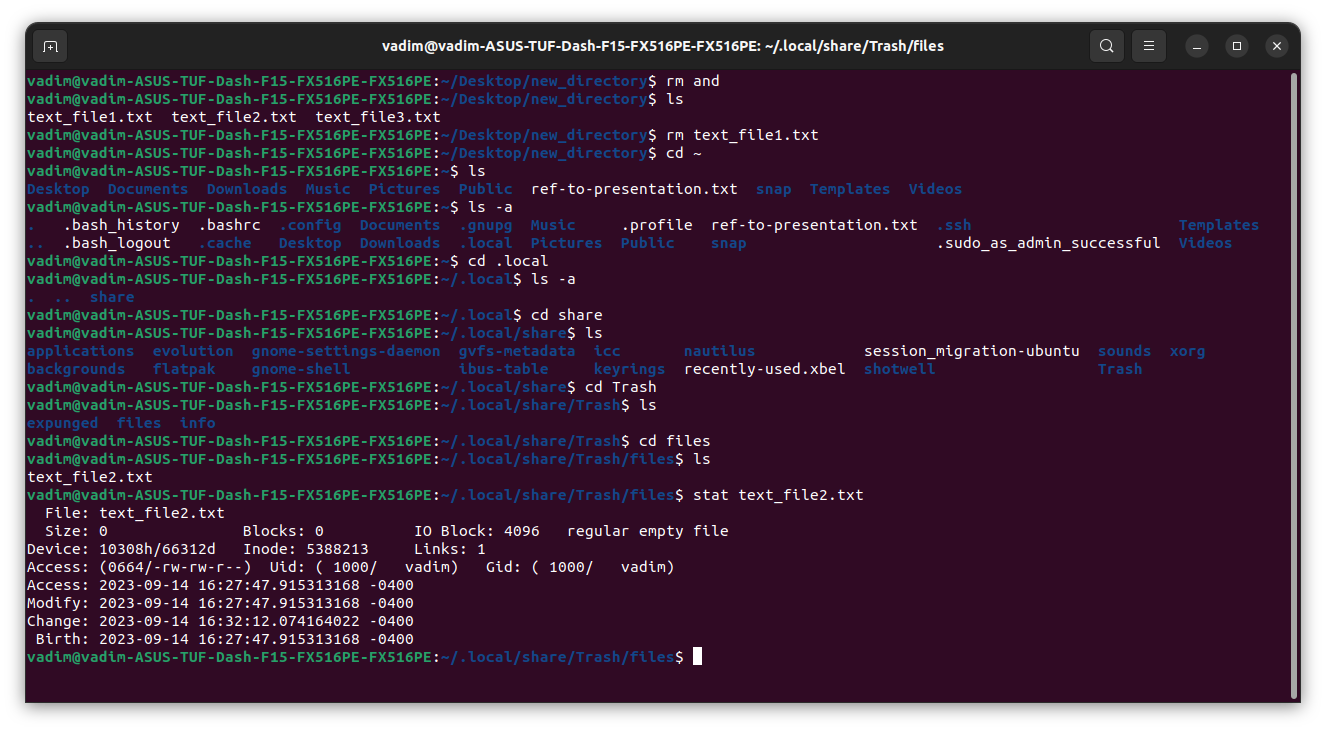 vadim@vadim-ASUS-TUF-Dash-F15-FX516PE-FX516PE: ~/.local/share/Trash/files
vadim@vadim-ASUS-TUF-Dash-F15-FX516PE-FX516PE:~/Desktop/new_directory$ rm and
vadim@vadim-ASUS-TUF-Dash-F15-FX516PE-FX516PE:~/Desktop/new_directory$ ls
text_file1.txt  text_file2.txt  text_file3.txt
vadim@vadim-ASUS-TUF-Dash-F15-FX516PE-FX516PE:~/Desktop/new_directory$ rm text_file1.txt
vadim@vadim-ASUS-TUF-Dash-F15-FX516PE-FX516PE:~/Desktop/new_directory$ cd ~
vadim@vadim-ASUS-TUF-Dash-F15-FX516PE-FX516PE:~$ ls
Desktop  Documents  Downloads  Music  Pictures  Public  ref-to-presentation.txt  snap  Templates  Videos
vadim@vadim-ASUS-TUF-Dash-F15-FX516PE-FX516PE:~$ ls -a
.   .bash_history  .bashrc  .config  Documents  .gnupg  Music     .profile  ref-to-presentation.txt  .ssh                       Templates
..  .bash_logout   .cache   Desktop  Downloads  .local  Pictures  Public    snap                     .sudo_as_admin_successful  Videos
vadim@vadim-ASUS-TUF-Dash-F15-FX516PE-FX516PE:~$ cd .local
vadim@vadim-ASUS-TUF-Dash-F15-FX516PE-FX516PE:~/.local$ ls -a
.  ..  share
vadim@vadim-ASUS-TUF-Dash-F15-FX516PE-FX516PE:~/.local$ cd share
vadim@vadim-ASUS-TUF-Dash-F15-FX516PE-FX516PE:~/.local/share$ ls
applications  evolution  gnome-settings-daemon  gvfs-metadata  icc       nautilus            session_migration-ubuntu  sounds  xorg
backgrounds   flatpak    gnome-shell            ibus-table     keyrings  recently-used.xbel  shotwell                  Trash
vadim@vadim-ASUS-TUF-Dash-F15-FX516PE-FX516PE:~/.local/share$ cd Trash
vadim@vadim-ASUS-TUF-Dash-F15-FX516PE-FX516PE:~/.local/share/Trash$ ls
expunged  files  info
vadim@vadim-ASUS-TUF-Dash-F15-FX516PE-FX516PE:~/.local/share/Trash$ cd files
vadim@vadim-ASUS-TUF-Dash-F15-FX516PE-FX516PE:~/.local/share/Trash/files$ ls
text_file2.txt
vadim@vadim-ASUS-TUF-Dash-F15-FX516PE-FX516PE:~/.local/share/Trash/files$ stat text_file2.txt
  File: text_file2.txt
  Size: 0               Blocks: 0          IO Block: 4096   regular empty file
Device: 10308h/66312d   Inode: 5388213     Links: 1
Access: (0664/-rw-rw-r--)  Uid: ( 1000/   vadim)   Gid: ( 1000/   vadim)
Access: 2023-09-14 16:27:47.915313168 -0400
Modify: 2023-09-14 16:27:47.915313168 -0400
Change: 2023-09-14 16:32:12.074164022 -0400
 Birth: 2023-09-14 16:27:47.915313168 -0400
vadim@vadim-ASUS-TUF-Dash-F15-FX516PE-FX516PE:~/.local/share/Trash/files$